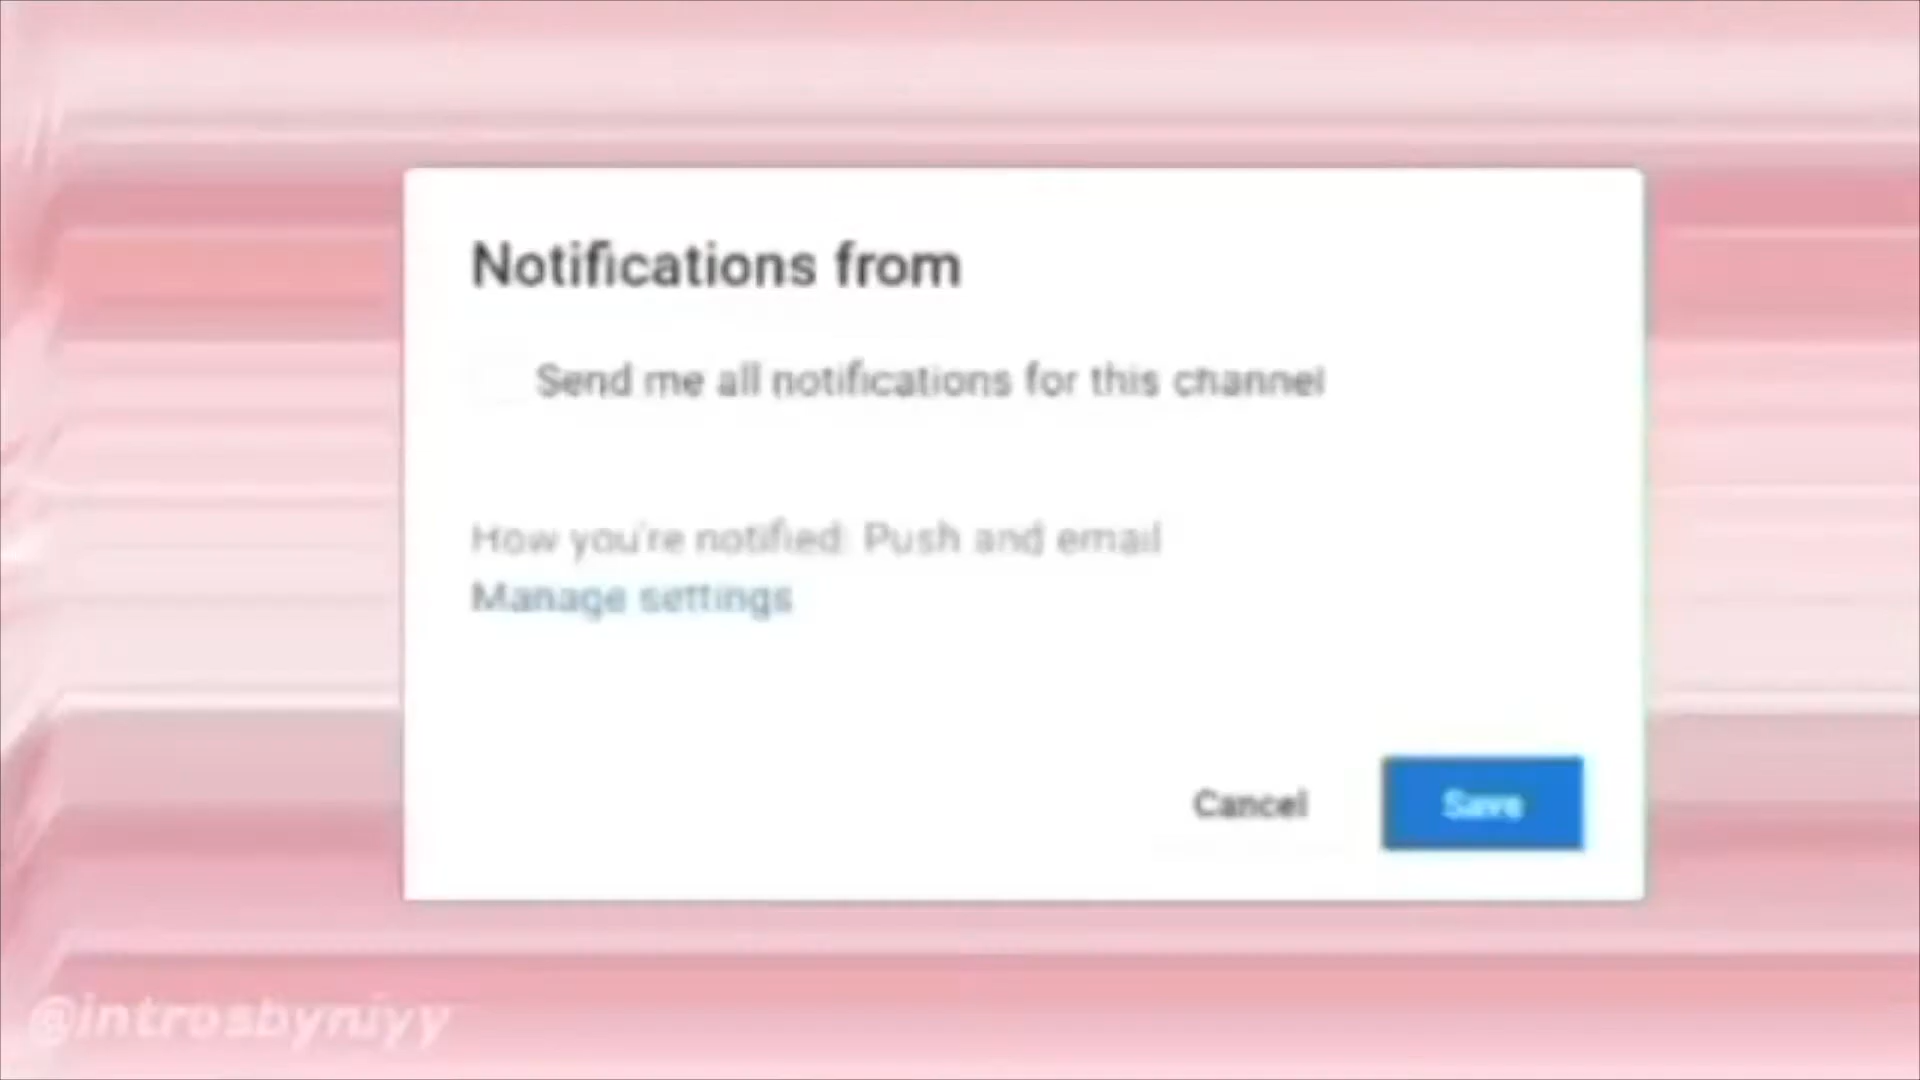 Notifications from
Send me all notifications for this channel
How you're notified: Push and email
Manage settings
Cancel
Save
@introsbyniyy